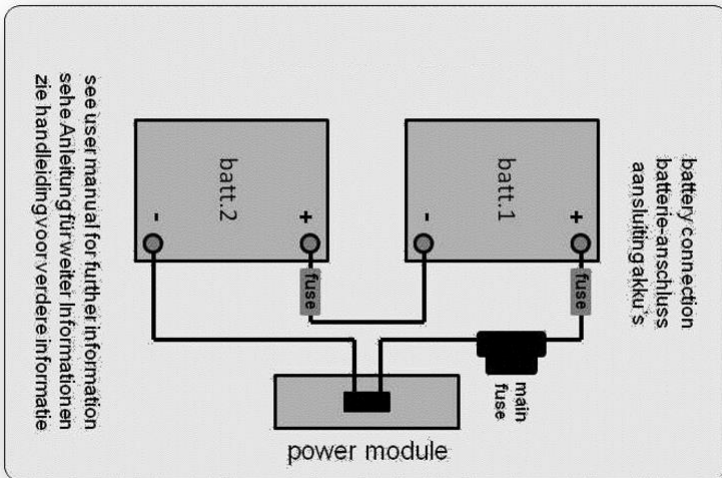 battery connection
batterie-anschluss
aansluiting akku's
batt.1
+
-
fuse
batt.2
+
-
fuse
main
fuse
power module
see user manual for further information
sehe Anleitung für weiter Informationen
zie handleiding voor verdere informatie